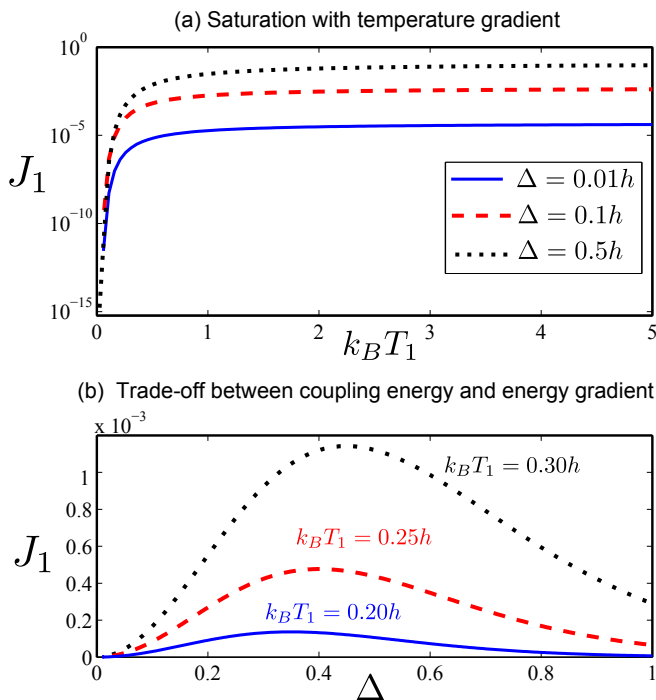 (a) Saturation with temperature gradient
10^0
10^-5
10^-10
10^-15
J_1
Δ = 0.01h
Δ = 0.1h
Δ = 0.5h
0 1 2 3 4 5
k_B T_1
(b) Trade-off between coupling energy and energy gradient
x 10^-3
1
0.8
0.6
0.4
0.2
0
J_1
k_B T_1 = 0.30h
k_B T_1 = 0.25h
k_B T_1 = 0.20h
0 0.2 0.4 0.6 0.8 1
Δ